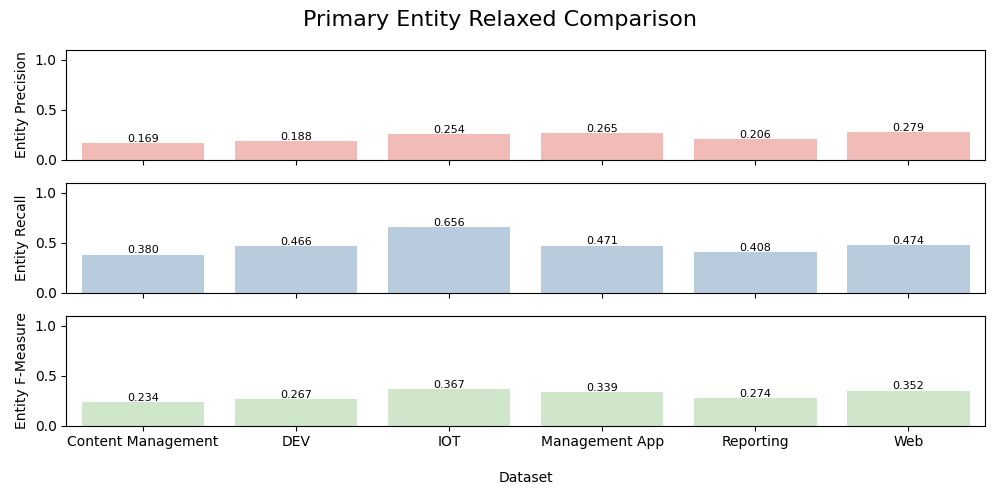 Primary Entity Relaxed Comparison
Entity Precision
1.0
0.5
0.0
0.169
0.188
0.254
0.265
0.206
0.279
Entity Recall
1.0
0.5
0.0
0.380
0.466
0.656
0.471
0.408
0.474
Entity F-Measure
1.0
0.5
0.0
0.234
0.267
0.367
0.339
0.274
0.352
Content Management
DEV
IOT
Management App
Reporting
Web
Dataset